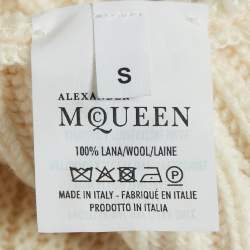 S
ALEXANDER
MCQUEEN
100% LANA/WOOL/LAINE
MADE IN ITALY - FABRIQUÉ EN ITALIE
PRODOTTO IN ITALIA